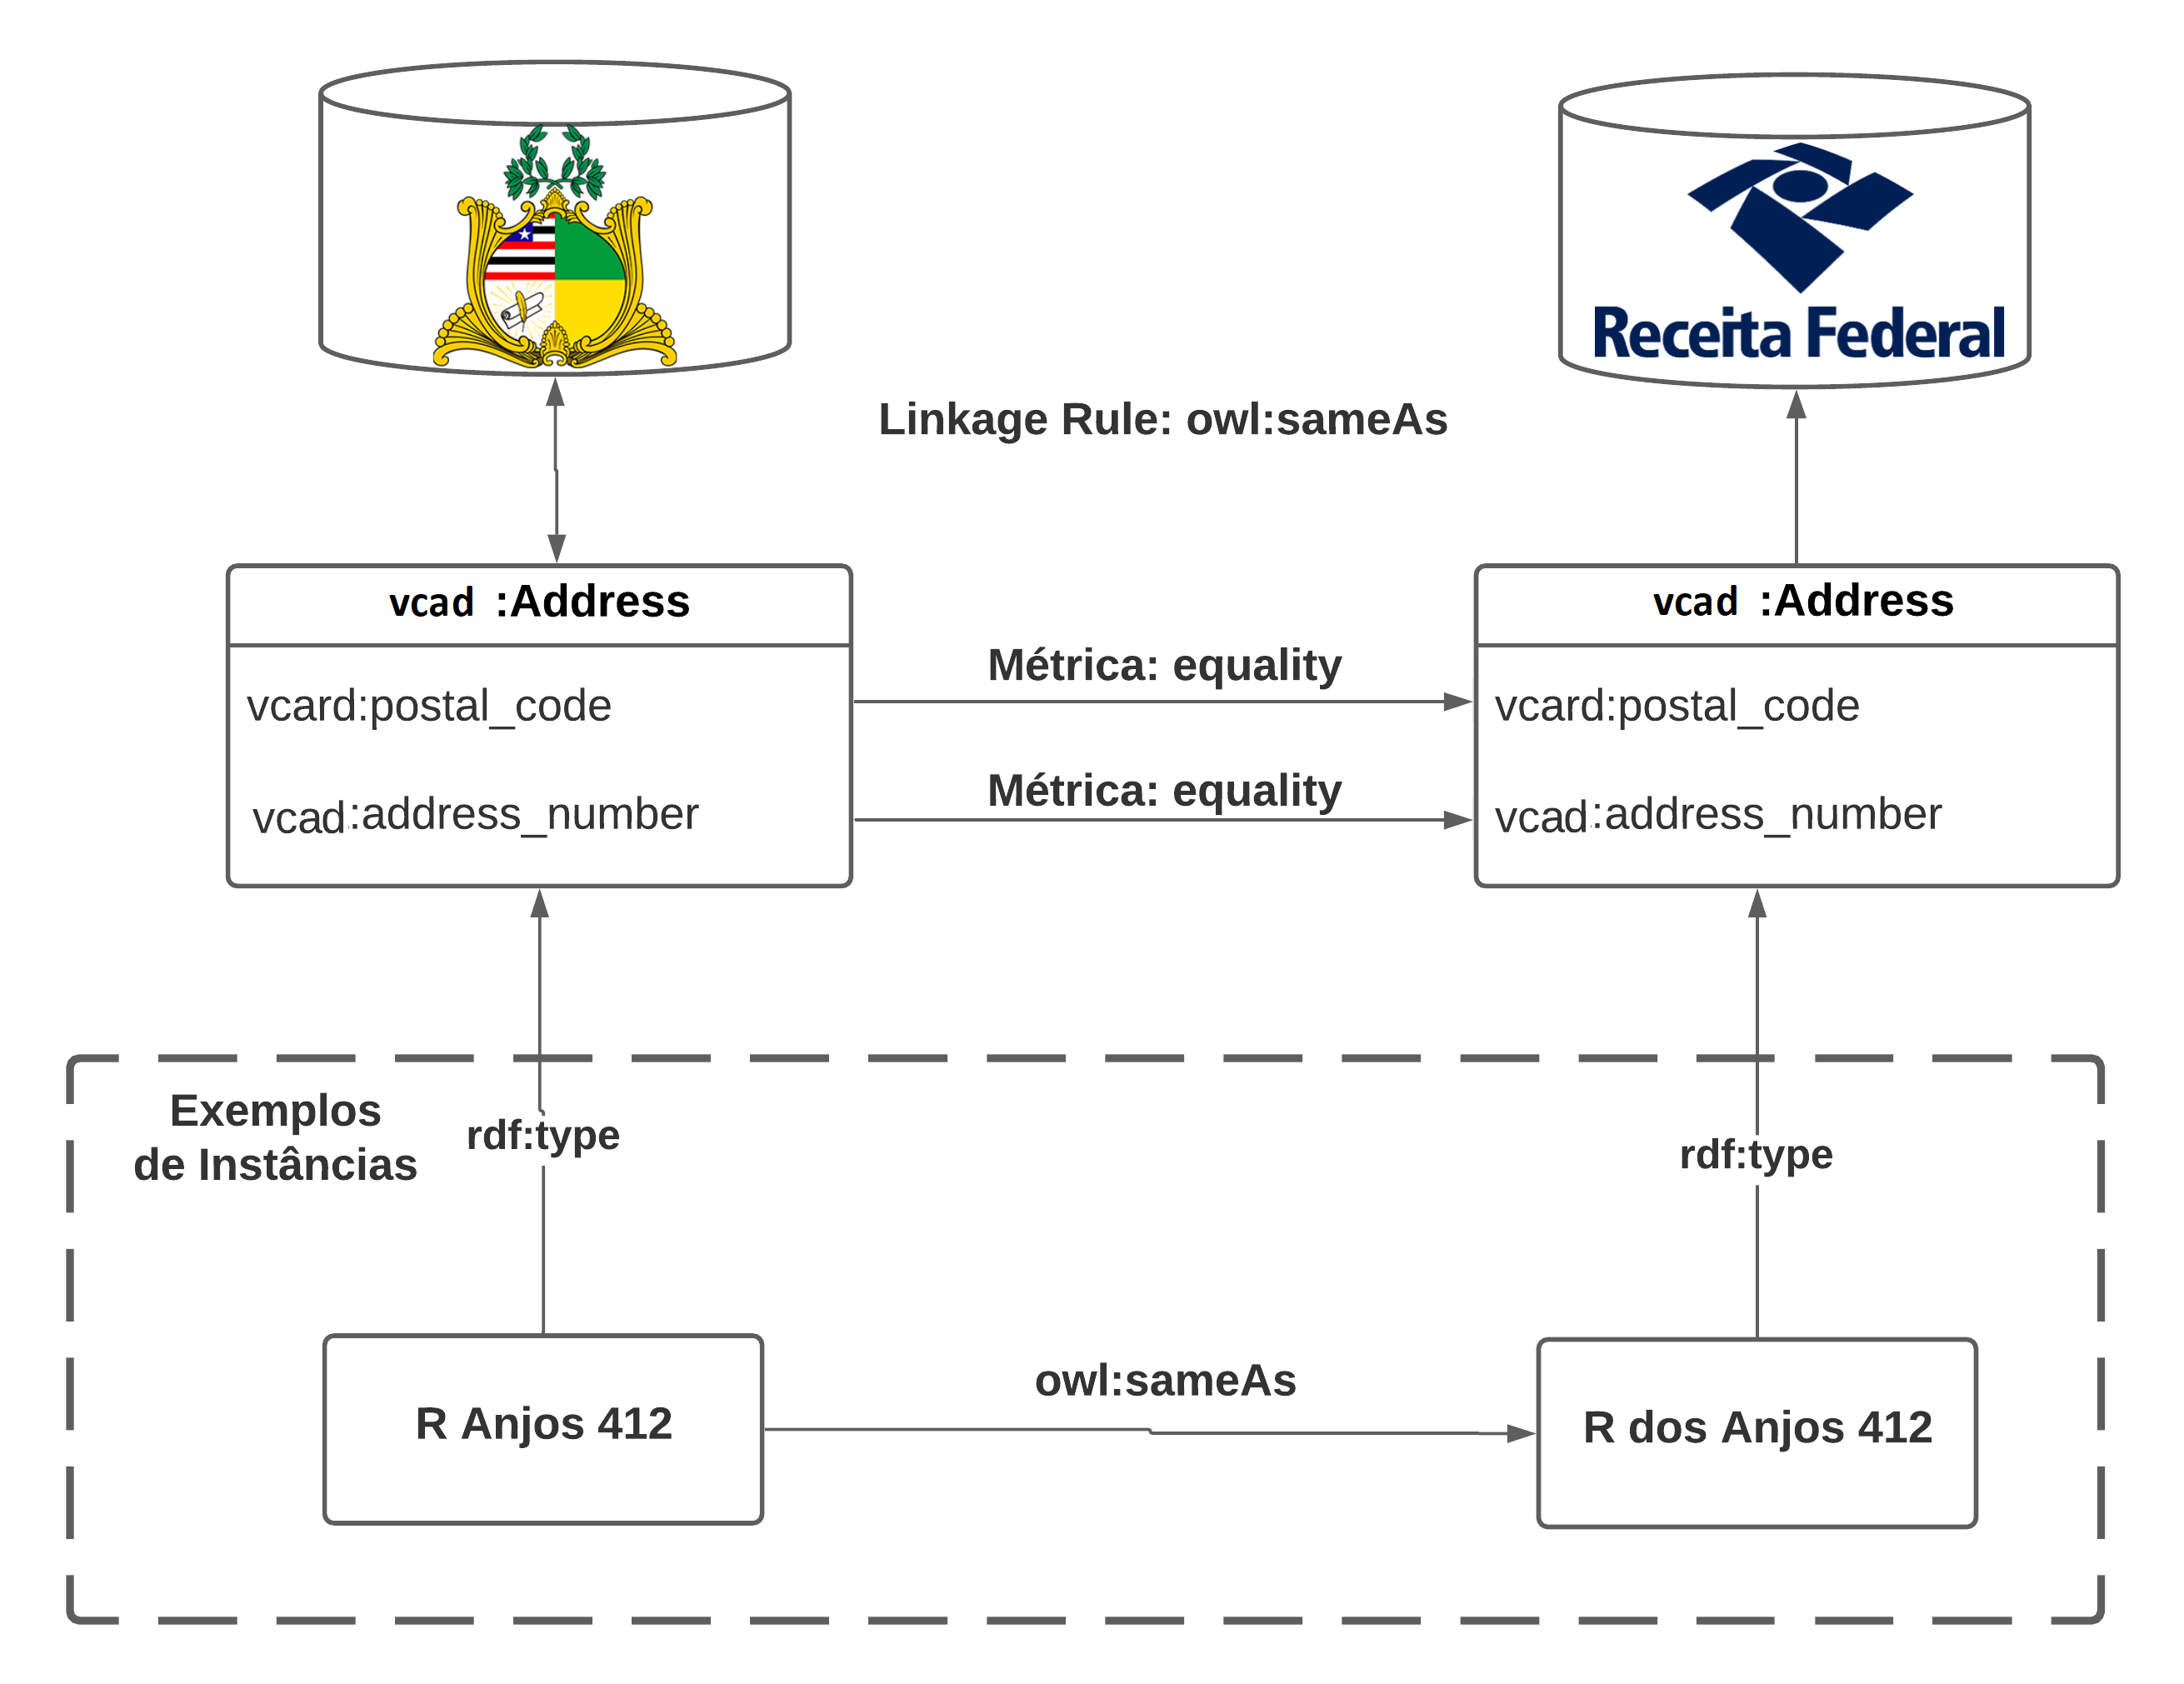 Receita Federal
Linkage Rule: owl:sameAs
vcad :Address
vcard:postal_code
vcad:address_number
Métrica: equality
Métrica: equality
vcad :Address
vcard:postal_code
vcad:address_number
Exemplos
de Instâncias
rdf:type
rdf:type
R Anjos 412
owl:sameAs
R dos Anjos 412